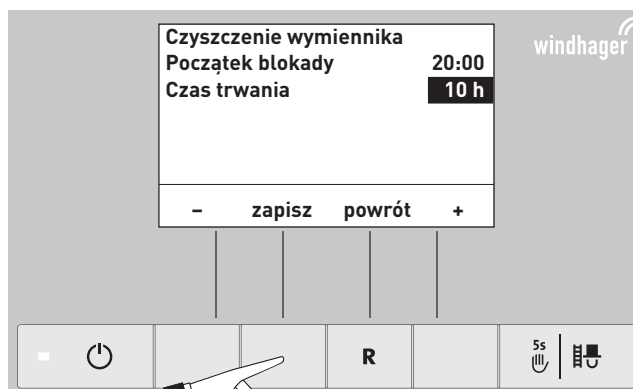 Czyszczenie wymiennika
windhager
Początek blokady 20:00
Czas trwania 10 h
– zapisz powrót +
R
5s